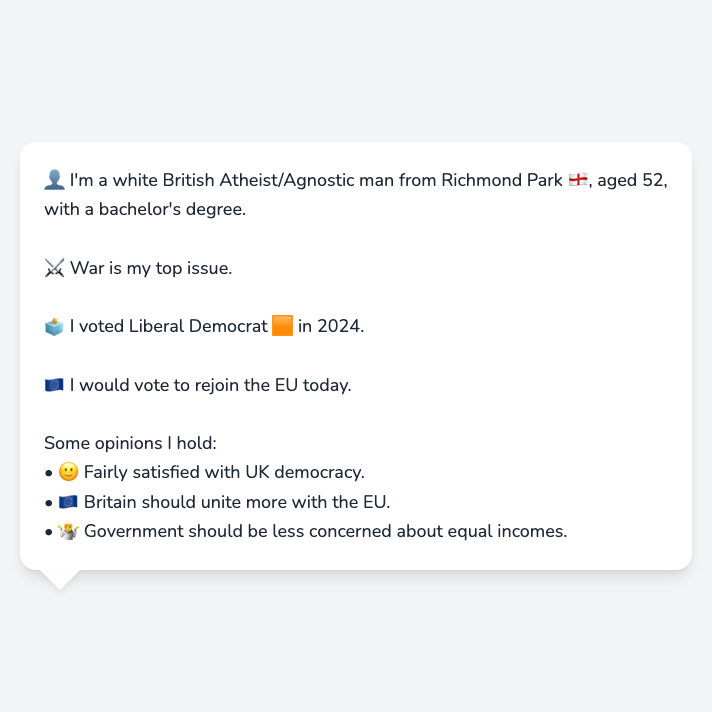 👤 I'm a white British Atheist/Agnostic man from Richmond Park 🏴󠁧󠁢󠁥󠁮󠁧󠁿, aged 52,
with a bachelor's degree.
⚔️ War is my top issue.
🗳️ I voted Liberal Democrat 🟧 in 2024.
🇪🇺 I would vote to rejoin the EU today.
Some opinions I hold:
• 🙂 Fairly satisfied with UK democracy.
• 🇪🇺 Britain should unite more with the EU.
• 🤷 Government should be less concerned about equal incomes.